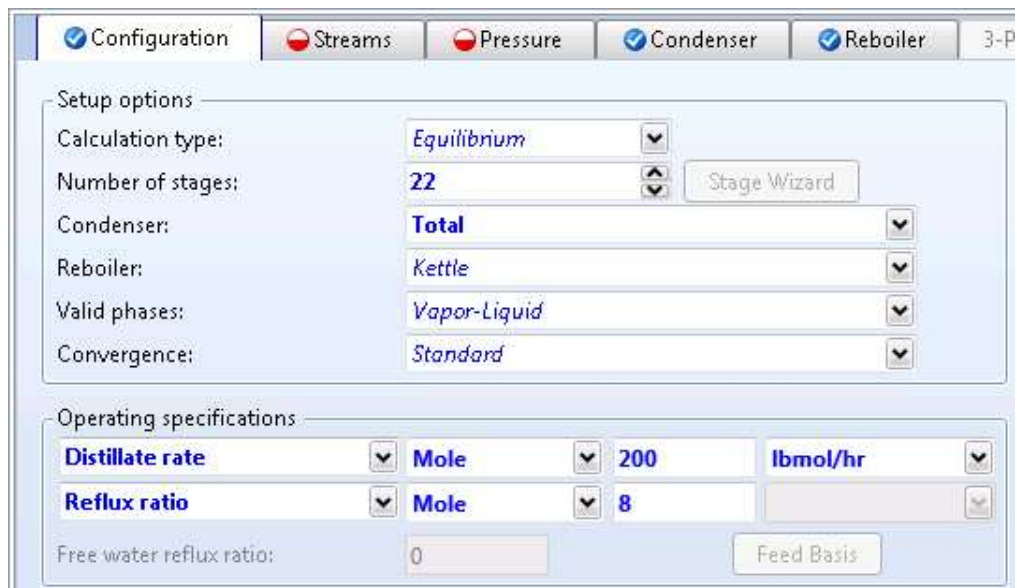 Configuration Streams Pressure Condenser Reboiler 3-P
Setup options
Calculation type: Equilibrium
Number of stages: 22 Stage Wizard
Condenser: Total
Reboiler: Kettle
Valid phases: Vapor-Liquid
Convergence: Standard
Operating specifications
Distillate rate Mole 200 lbmol/hr
Reflux ratio Mole 8
Free water reflux ratio: 0 Feed Basis